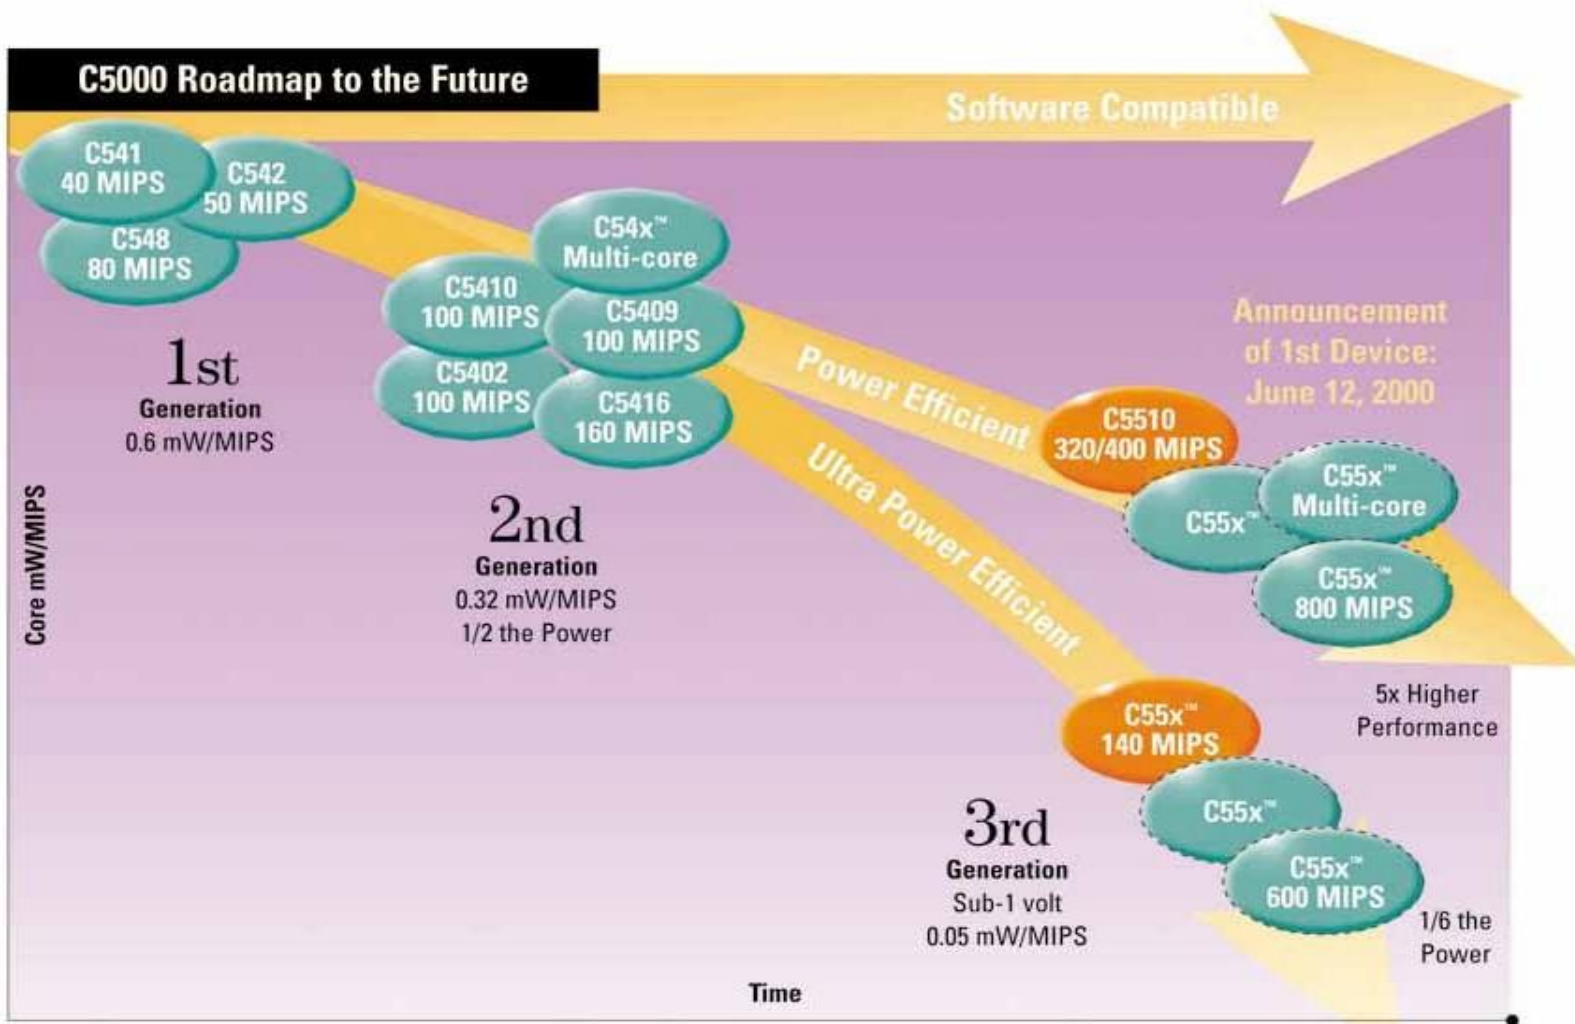 C5000 Roadmap to the Future
Software Compatible
C541
40 MIPS
C542
50 MIPS
C548
80 MIPS
1st
Generation
0.6 mW/MIPS
C54x™
Multi-core
C5410
100 MIPS
C5409
100 MIPS
C5402
100 MIPS
C5416
160 MIPS
2nd
Generation
0.32 mW/MIPS
1/2 the Power
Power Efficient
Ultra Power Efficient
Announcement
of 1st Device:
June 12, 2000
C5510
320/400 MIPS
C55x™
C55x™
Multi-core
C55x™
800 MIPS
5x Higher
Performance
C55x™
140 MIPS
C55x™
C55x™
600 MIPS
1/6 the
Power
3rd
Generation
Sub-1 volt
0.05 mW/MIPS
Core mW/MIPS
Time